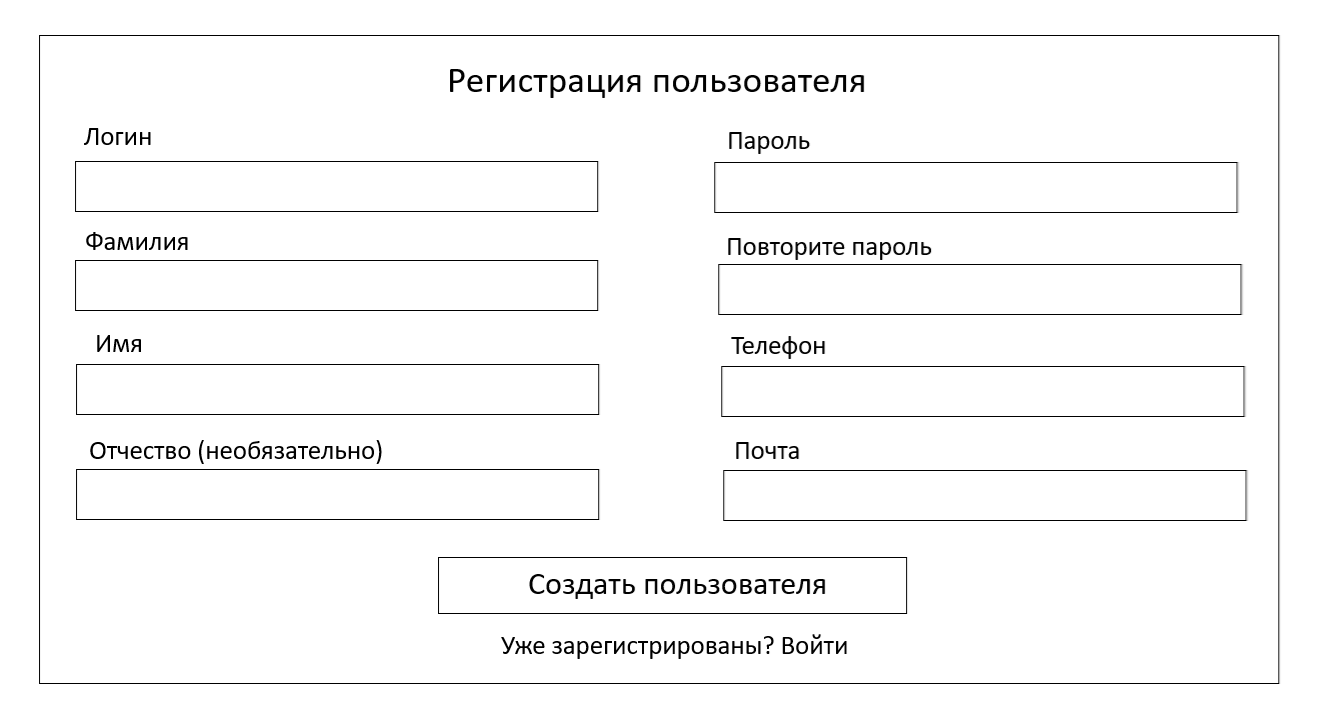 Регистрация пользователя
Логин
Пароль
Фамилия
Повторите пароль
Имя
Телефон
Отчество (необязательно)
Почта
Создать пользователя
Уже зарегистрированы? Войти